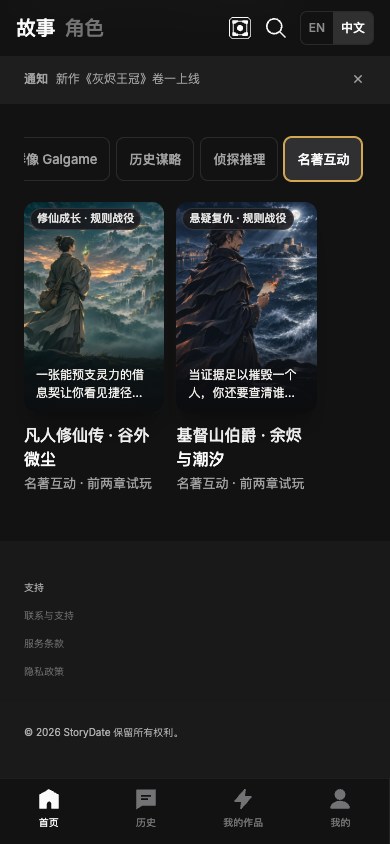 故事 角色 EN 中文
通知 新作《灰烬王冠》卷一上线
像 Galgame 历史谋略 侦探推理 名著互动
修仙成长 · 规则战役
一张能预支灵力的借
息契让你看见捷径...
凡人修仙传 · 谷外
微尘
名著互动 · 前两章试玩
悬疑复仇 · 规则战役
当证据足以摧毁一个
人，你还要查清谁...
基督山伯爵 · 余烬
与潮汐
名著互动 · 前两章试玩
支持
联系与支持
服务条款
隐私政策
© 2026 StoryDate 保留所有权利。
首页 历史 我的作品 我的